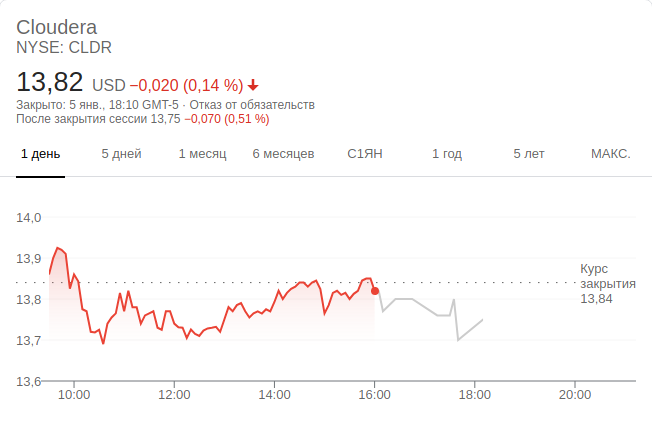 Cloudera
NYSE: CLDR
13,82 USD −0,020 (0,14 %)
Закрыто: 5 янв., 18:10 GMT-5 · Отказ от обязательств
После закрытия сессии 13,75 −0,070 (0,51 %)
1 день 5 дней 1 месяц 6 месяцев С1ЯН 1 год 5 лет МАКС.
14,0
13,9
Курс
закрытия
13,84
13,8
13,7
13,6
10:00 12:00 14:00 16:00 18:00 20:00